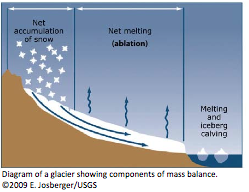 Net
accumulation
of snow
Net melting
(ablation)
Melting
and
iceberg
calving
Diagram of a glacier showing components of mass balance.
©2009 E. Josberger/USGS